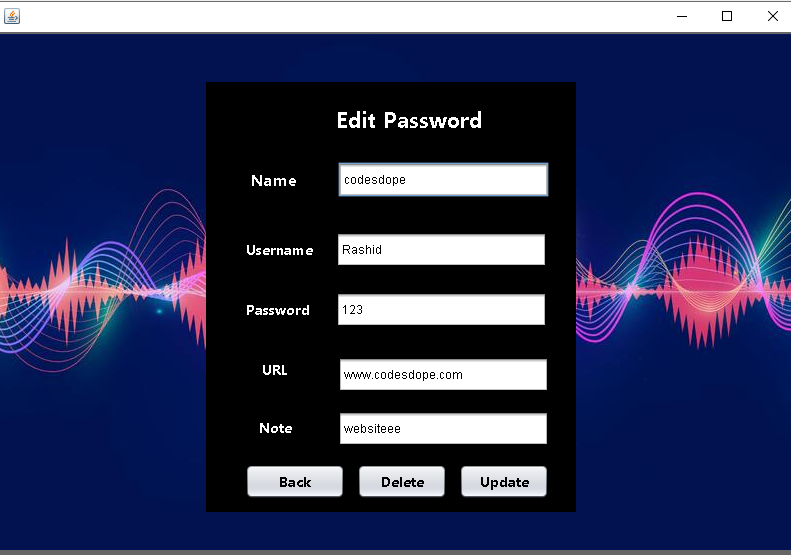 Edit Password
Name codesdope
Username Rashid
Password 123
URL www.codesdope.com
Note websiteee
Back Delete Update